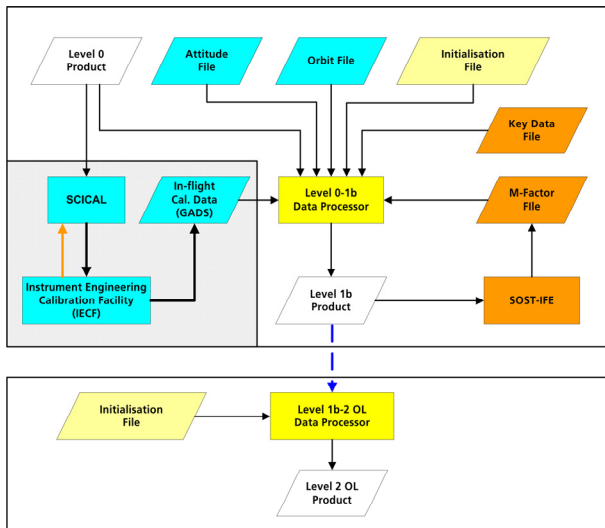 Level 0
Product
Attitude
File
Orbit File
Initialisation
File
Key Data
File
SCICAL
In-flight
Cal. Data
(GADS)
Level 0-1b
Data Processor
M-Factor
File
Instrument Engineering
Calibration Facility
(IECF)
Level 1b
Product
SOST-IFE
Initialisation
File
Level 1b-2 OL
Data Processor
Level 2 OL
Product